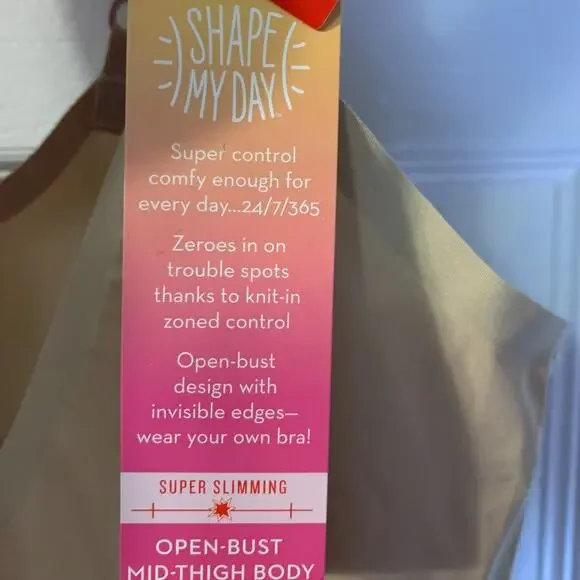 SHAPE
MY DAY
Super control
comfy enough for
every day...24/7/365
Zeroes in on
trouble spots
thanks to knit-in
zoned control
Open-bust
design with
invisible edges—
wear your own bra!
SUPER SLIMMING
OPEN-BUST
MID-THIGH BODY